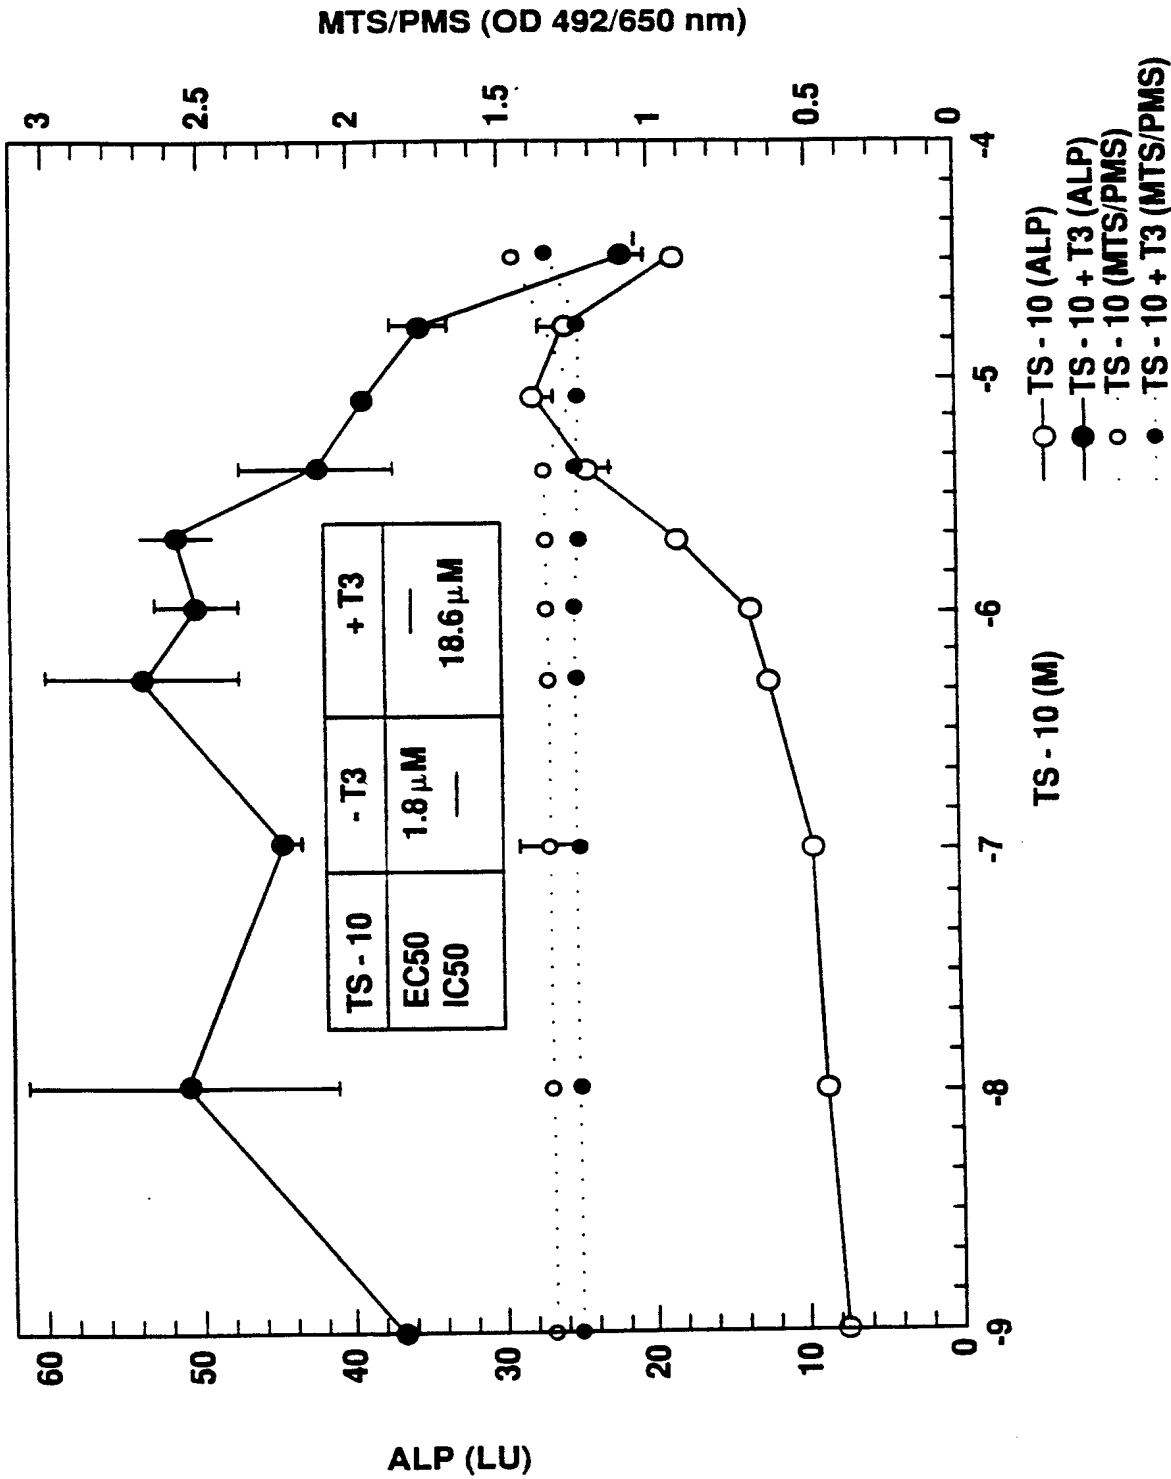 MTS/PMS (OD 492/650 nm)
3
2.5
2
1.5
1
0.5
0
60
50
40
30
20
10
0
ALP (LU)
-9
-8
-7
-6
-5
-4
TS - 10 (M)
TS - 10 - T3 + T3
EC50 1.8 µM —
IC50 — 18.6 µM
TS - 10 (ALP)
TS - 10 + T3 (ALP)
TS - 10 (MTS/PMS)
TS - 10 + T3 (MTS/PMS)